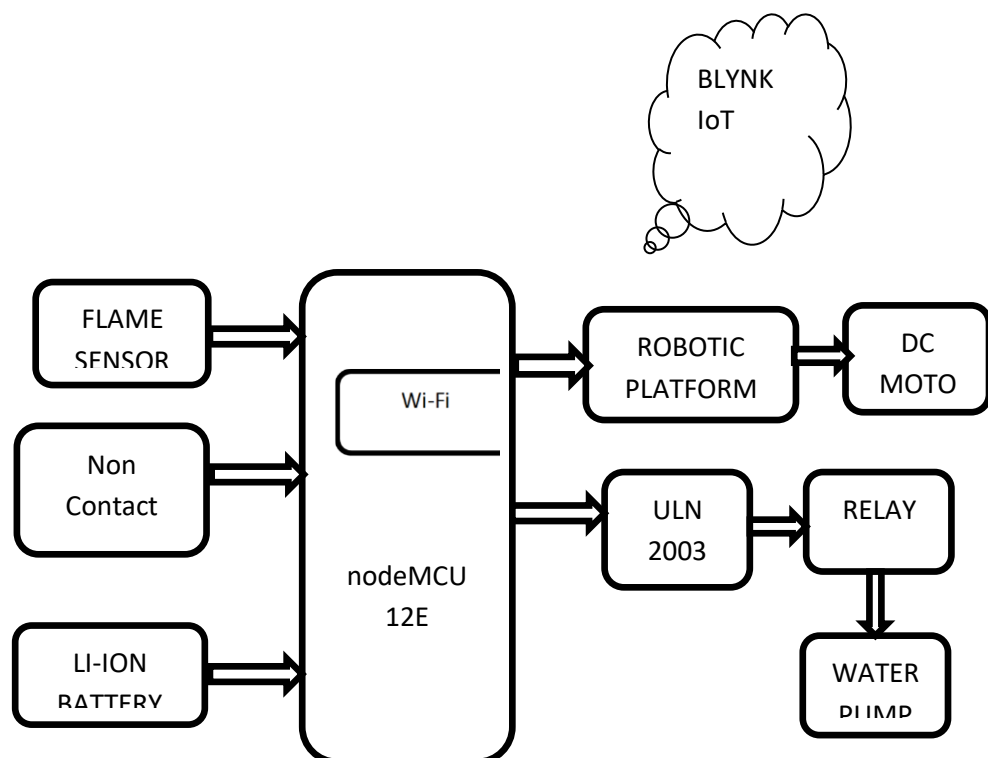 BLYNK
IoT
FLAME
SENSOR
Non
Contact
LI-ION
BATTERY
Wi-Fi
nodeMCU
12E
ROBOTIC
PLATFORM
DC
MOTO
ULN
2003
RELAY
WATER
PUMP